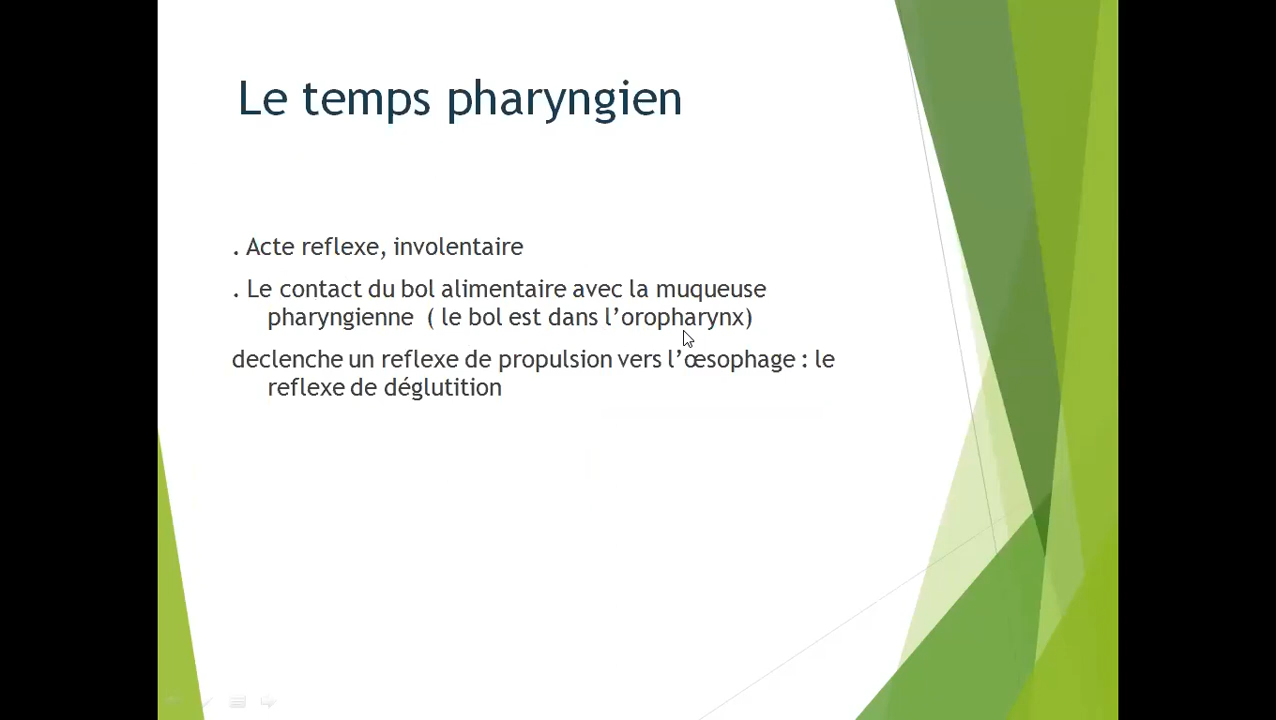 Le temps pharyngien
. Acte reflexe, involentaire
. Le contact du bol alimentaire avec la muqueuse
pharyngienne ( le bol est dans l’oropharynx)
declenche un reflexe de propulsion vers l’œsophage : le
reflexe de déglutition